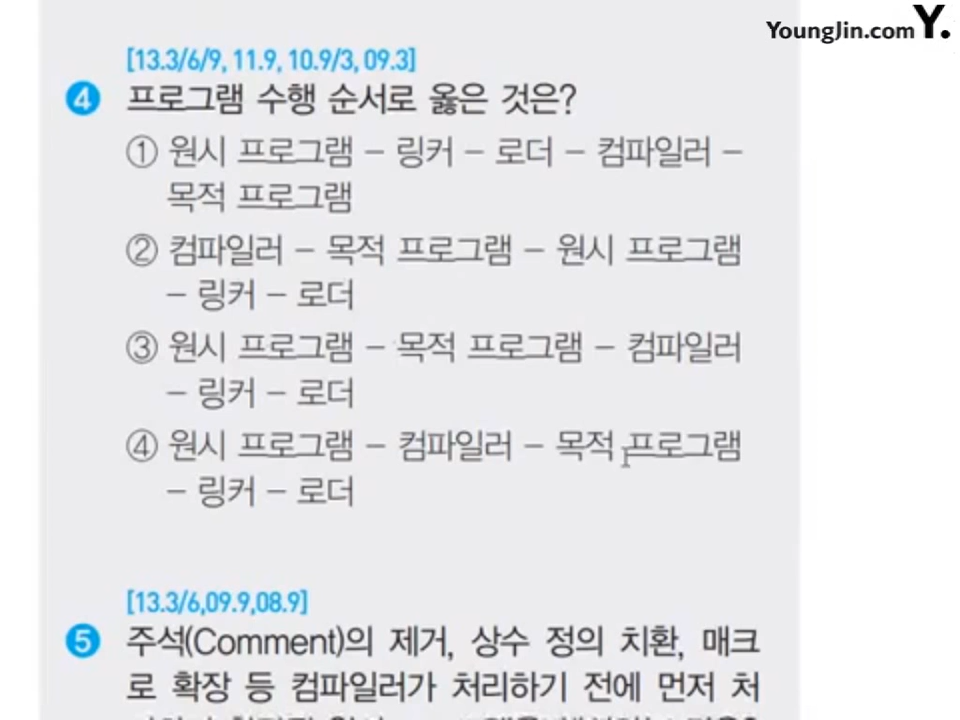 Younglin.com Y.
[13.3/6/9, 11.9, 10.9/3, 09.3]
4 프로그램 수행 순서로 옳은 것은?
① 원시 프로그램 – 링커 – 로더 – 컴파일러 –
목적 프로그램
② 컴파일러 – 목적 프로그램 – 원시 프로그램
– 링커 – 로더
③ 원시 프로그램 – 목적 프로그램 – 컴파일러
– 링커 – 로더
④ 원시 프로그램 – 컴파일러 – 목적 프로그램
– 링커 – 로더
[13.3/6,09.9,08.9]
5 주석(Comment)의 제거, 상수 정의 치환, 매크
로 확장 등 컴파일러가 처리하기 전에 먼저 처